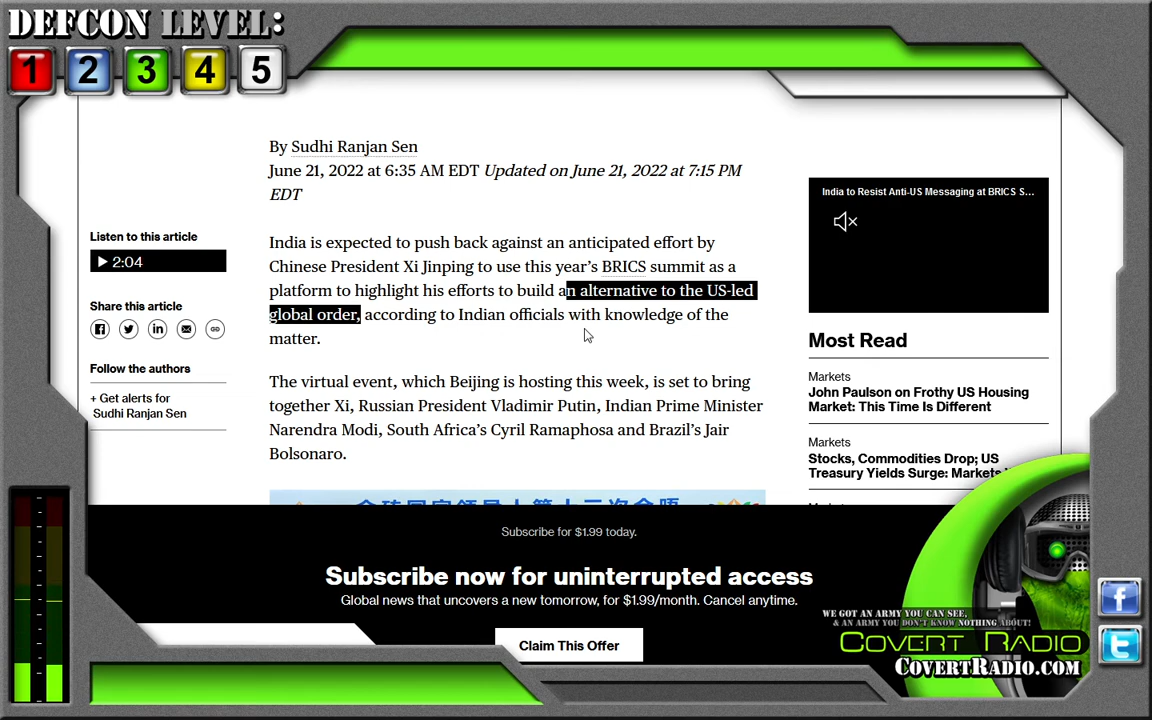 DEFCON LEVEL:
1 2 3 4 5
By Sudhi Ranjan Sen
June 21, 2022 at 6:35 AM EDT Updated on June 21, 2022 at 7:15 PM
EDT
Listen to this article
2:04
Share this article
Follow the authors
+ Get alerts for
Sudhi Ranjan Sen
India is expected to push back against an anticipated effort by
Chinese President Xi Jinping to use this year's BRICS summit as a
platform to highlight his efforts to build an alternative to the US-led
global order, according to Indian officials with knowledge of the
matter.
The virtual event, which Beijing is hosting this week, is set to bring
together Xi, Russian President Vladimir Putin, Indian Prime Minister
Narendra Modi, South Africa's Cyril Ramaphosa and Brazil's Jair
Bolsonaro.
India to Resist Anti-US Messaging at BRICS S...
Most Read
Markets
John Paulson on Frothy US Housing
Market: This Time Is Different
Markets
Stocks, Commodities Drop; US
Treasury Yields Surge: Markets
Subscribe for $1.99 today.
Subscribe now for uninterrupted access
Global news that uncovers a new tomorrow, for $1.99/month. Cancel anytime.
Claim This Offer
WE GOT AN ARMY YOU CAN SEE,
& AN ARMY YOU DON'T KNOW NOTHING ABOUT!
COVERT RADIO
COVERTRADIO.COM